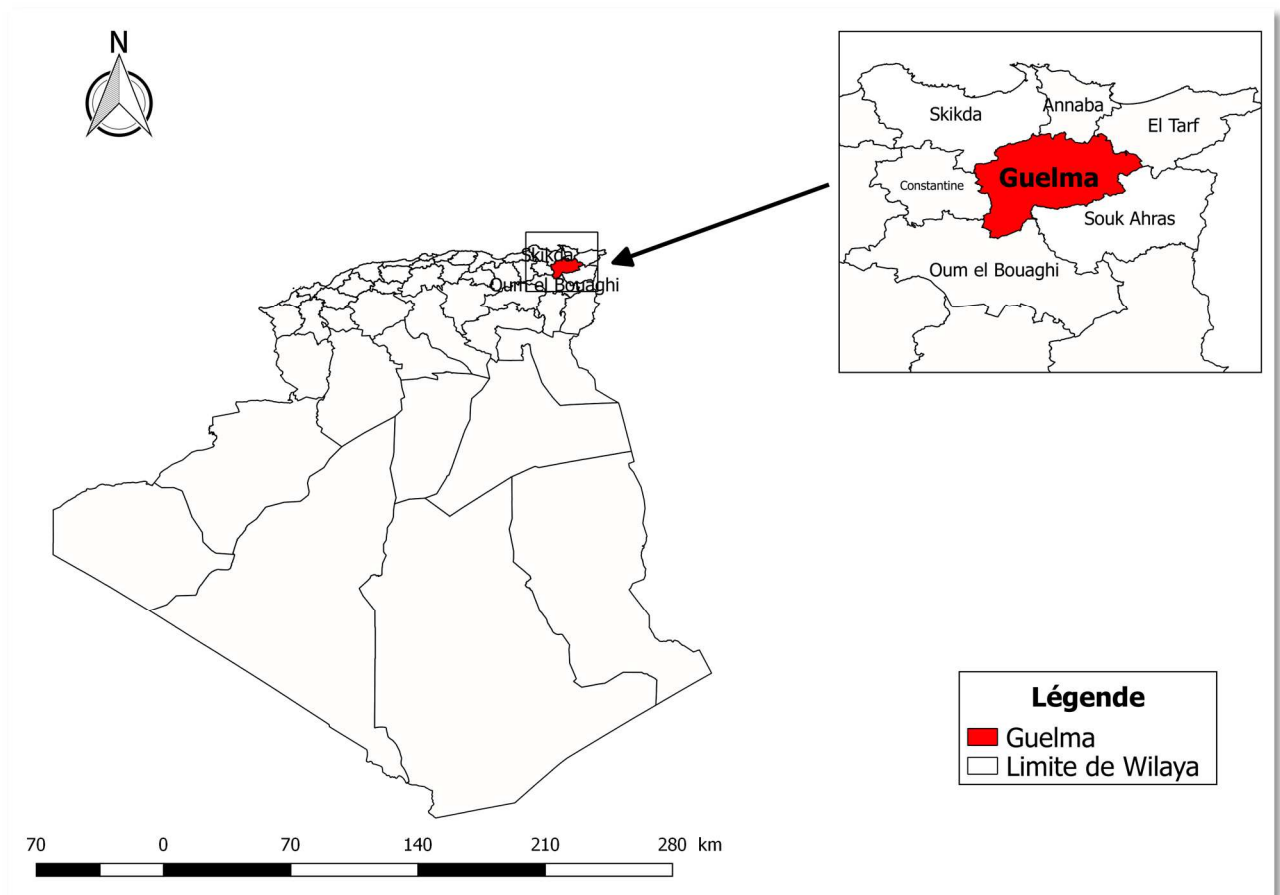 N
Skikda
Annaba
El Tarf
Constantine
Guelma
Souk Ahras
Oum el Bouaghi
Skikda
Oum el Bouaghi
Légende
Guelma
Limite de Wilaya
70 0 70 140 210 280 km